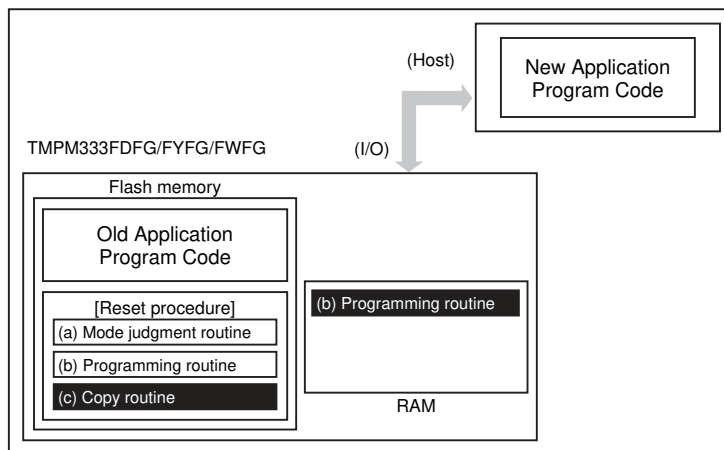 (Host)
New Application
Program Code
TMPM333FDFG/FYFG/FWFG
(I/O)
Flash memory
Old Application
Program Code
[Reset procedure]
(a) Mode judgment routine
(b) Programming routine
(c) Copy routine
(b) Programming routine
RAM